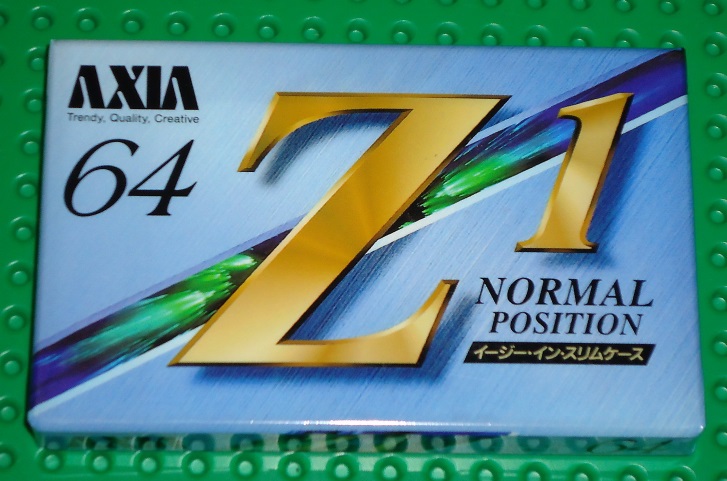 AXIA
Trendy, Quality, Creative
64
Z1
NORMAL
POSITION
イージー・イン・スリムケース